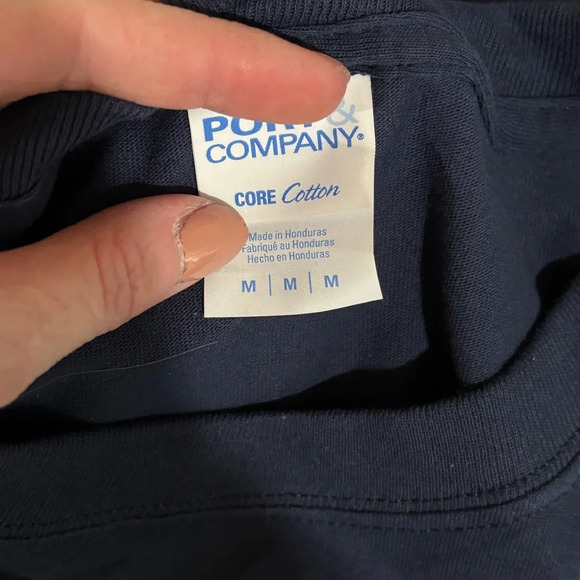 PORT &
COMPANY®
CORE Cotton
Made in Honduras
Fabriqué au Honduras
Hecho en Honduras
M | M | M